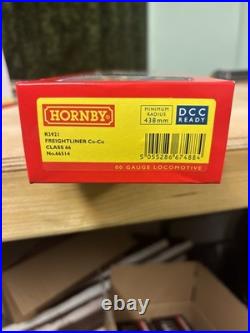 HORNBY
MINIMUM
RADIUS
438mm
DCC
READY
R2921
FREIGHTLINER Co-Co
CLASS 66
No.66514
5 055286 674884
00 GAUGE LOCOMOTIVE